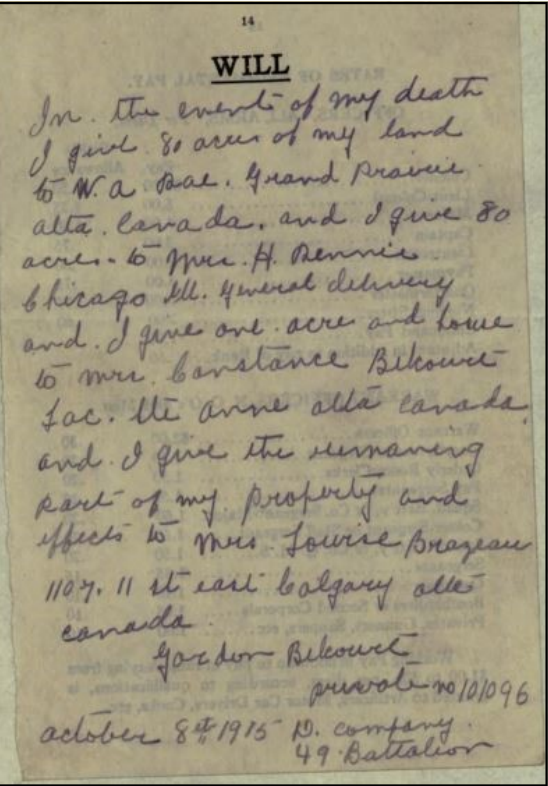 14
WILL
In the event of my death
I give 80 acres of my land
to W. A Rae. Grand Prairie
alta. Canada. and I give 80
acres. to Mrs. H. Rennie
Chicago Ill. General delivery
and. I give one acre and house
to Mrs. Constance Belcourt
Lac. Ste Anne alta Canada
and. I give the remaining
part of my property and
effects to Mrs. Louise Brazeau
1107. 11 st east Calgary alta
Canada
Gordon Belcourt
private no 101096
October 8th 1915 D. company.
49. Battalion